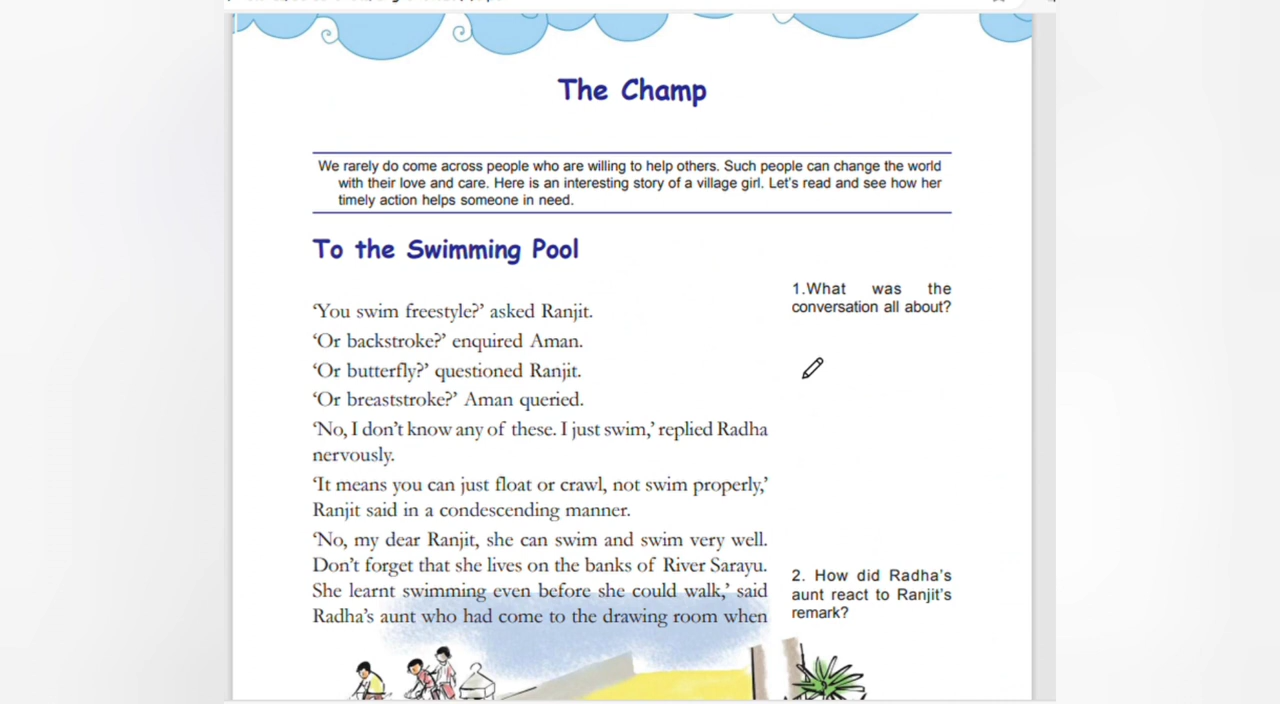 The Champ
We rarely do come across people who are willing to help others. Such people can change the world
with their love and care. Here is an interesting story of a village girl. Let's read and see how her
timely action helps someone in need.
To the Swimming Pool
1.What was the
conversation all about?
‘You swim freestyle?’ asked Ranjit.
‘Or backstroke?’ enquired Aman.
‘Or butterfly?’ questioned Ranjit.
‘Or breaststroke?’ Aman queried.
‘No, I don’t know any of these. I just swim,’ replied Radha
nervously.
‘It means you can just float or crawl, not swim properly,’
Ranjit said in a condescending manner.
‘No, my dear Ranjit, she can swim and swim very well.
Don’t forget that she lives on the banks of River Sarayu.
She learnt swimming even before she could walk,’ said
Radha’s aunt who had come to the drawing room when
2. How did Radha’s
aunt react to Ranjit’s
remark?